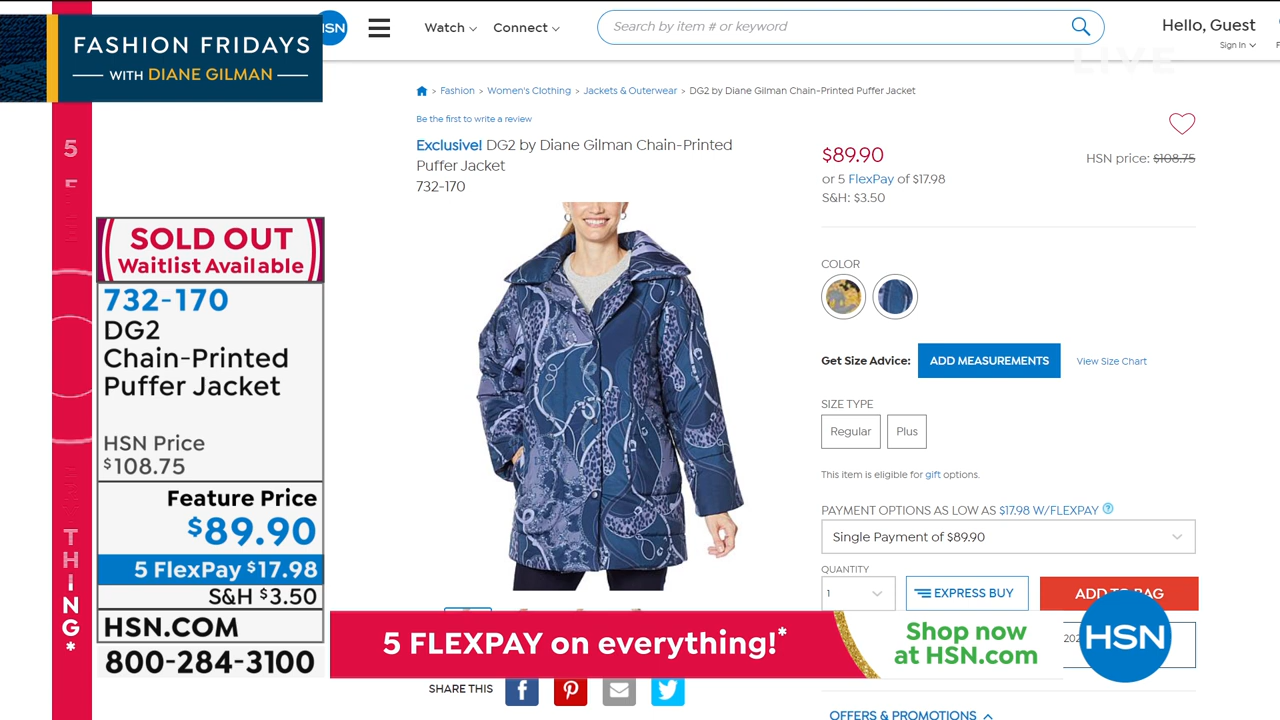 FASHION FRIDAYS
WITH DIANE GILMAN
HSN
Watch
Connect
Search by item # or keyword
Hello, Guest
Sign In
LIVE
Fashion > Women's Clothing > Jackets & Outerwear > DG2 by Diane Gilman Chain-Printed Puffer Jacket
Be the first to write a review
Exclusive! DG2 by Diane Gilman Chain-Printed
Puffer Jacket
732-170
$89.90
HSN price: $108.75
or 5 FlexPay of $17.98
S&H: $3.50
COLOR
Get Size Advice: ADD MEASUREMENTS View Size Chart
SIZE TYPE
Regular
Plus
This item is eligible for gift options.
PAYMENT OPTIONS AS LOW AS $17.98 W/FLEXPAY ?
Single Payment of $89.90
QUANTITY
1
EXPRESS BUY
ADD TO BAG
SHARE THIS
OFFERS & PROMOTIONS
5
THING*
SOLD OUT
Waitlist Available
732-170
DG2
Chain-Printed
Puffer Jacket
HSN Price
$108.75
Feature Price
$89.90
5 FlexPay $17.98
S&H $3.50
HSN.COM
800-284-3100
5 FLEXPAY on everything!*
Shop now
at HSN.com
HSN